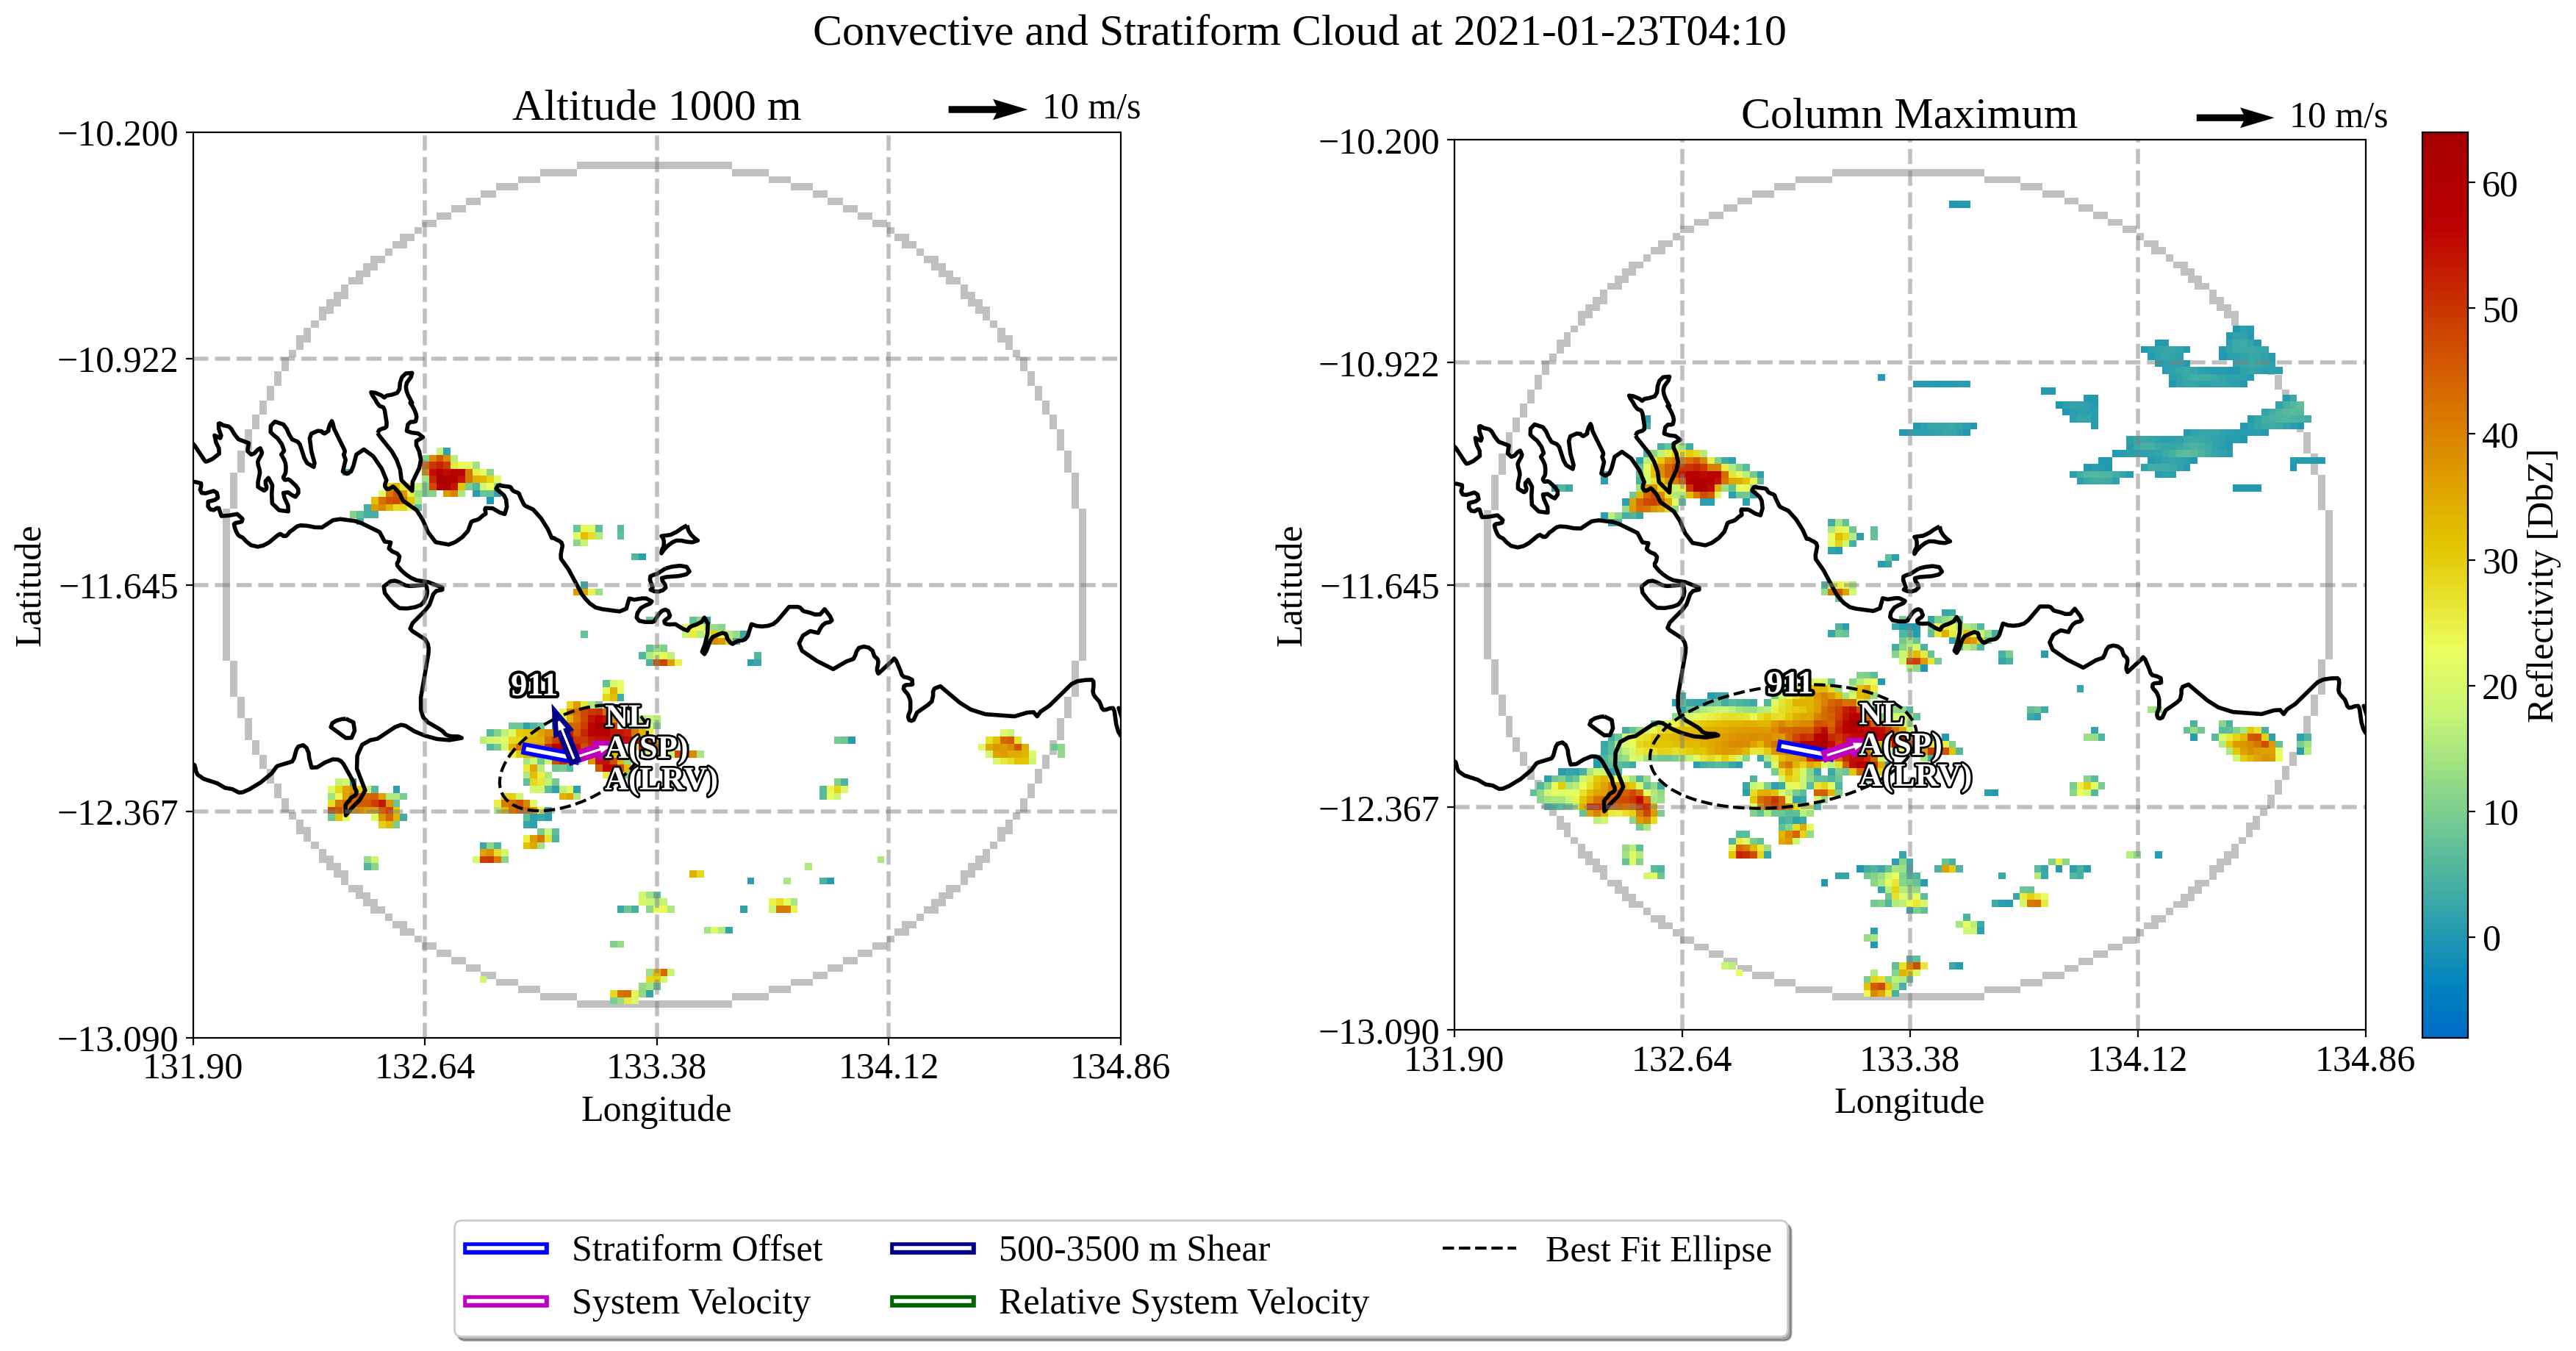 Convective and Stratiform Cloud at 2021-01-23T04:10
Altitude 1000 m
10 m/s
Column Maximum
10 m/s
−10.200
−10.922
−11.645
−12.367
−13.090
Latitude
131.90
132.64
133.38
134.12
134.86
Longitude
911
NL
A(SP)
A(LRV)
−10.200
−10.922
−11.645
−12.367
−13.090
Latitude
131.90
132.64
133.38
134.12
134.86
Longitude
911
NL
A(SP)
A(LRV)
60
50
40
30
20
10
0
Reflectivity [DbZ]
Stratiform Offset
System Velocity
500-3500 m Shear
Relative System Velocity
Best Fit Ellipse